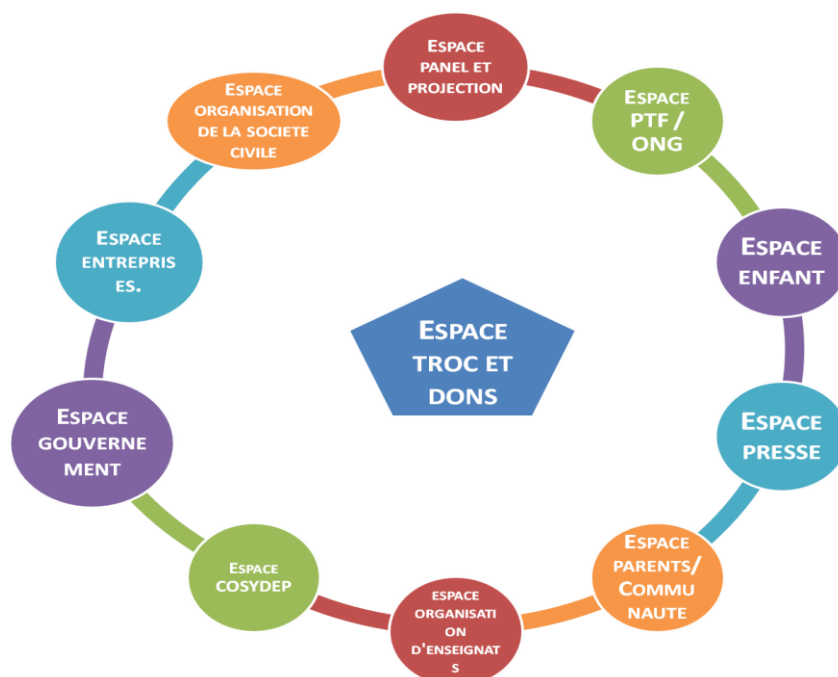 ESPACE
PANEL ET
PROJECTION
ESPACE
PTF /
ONG
ESPACE
ENFANT
ESPACE
PRESSE
ESPACE
PARENTS/
COMMU
NAUTE
ESPACE
ORGANISATI
ON
D'ENSEIGNAT
S
ESPACE
COSYDEP
ESPACE
GOUVERNE
MENT
ESPACE
ENTREPRIS
ES.
ESPACE
ORGANISATION
DE LA SOCIETE
CIVILE
ESPACE
TROC ET
DONS